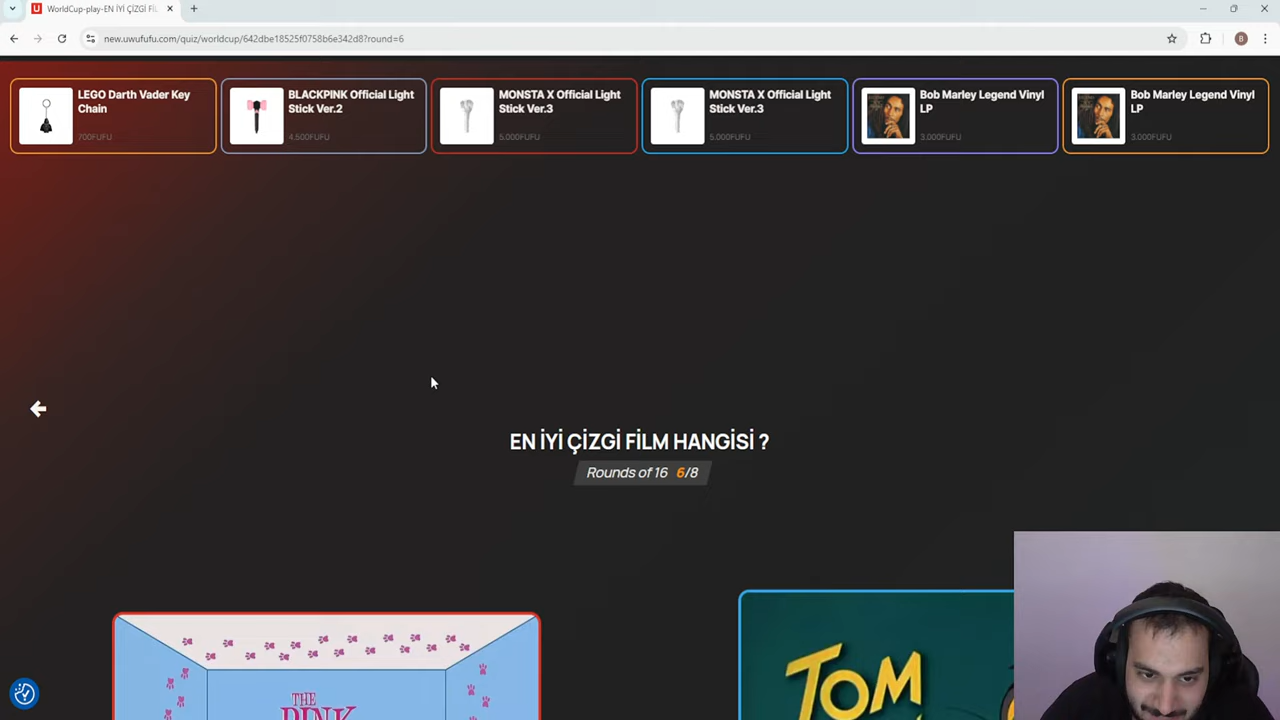 WorldCup-play-EN İYİ ÇİZGİ Fİ
new.uwufufu.com/quiz/worldcup/642dbe18525f0758b6e342d8?round=6
B
LEGO Darth Vader Key
Chain
700FUFU
BLACKPINK Official Light
Stick Ver.2
4,500FUFU
MONSTA X Official Light
Stick Ver.3
5,000FUFU
MONSTA X Official Light
Stick Ver.3
5,000FUFU
Bob Marley Legend Vinyl
LP
3,000FUFU
Bob Marley Legend Vinyl
LP
3,000FUFU
EN İYİ ÇİZGİ FİLM HANGİSİ ?
Rounds of 16 6/8
THE
PINK
TOM